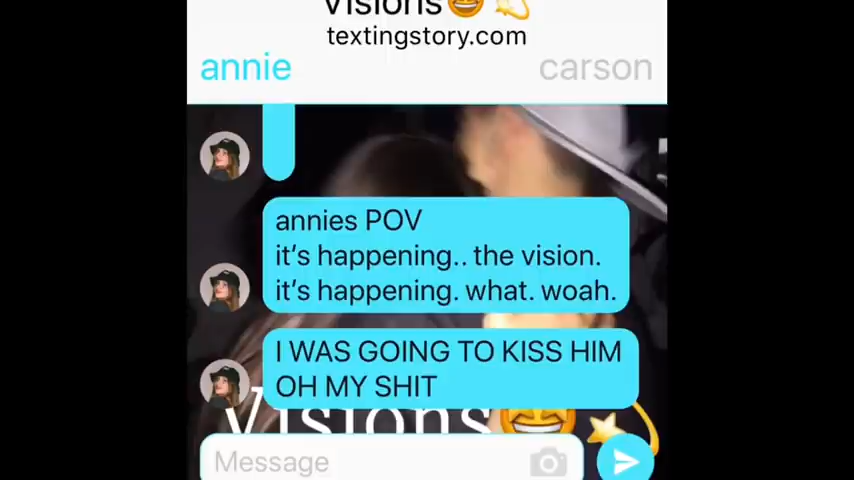 Visions🤩💫
textingstory.com
annie
carson
annies POV
it's happening.. the vision.
it's happening. what. woah.
I WAS GOING TO KISS HIM
OH MY SHIT
Visions🤩💫
Message